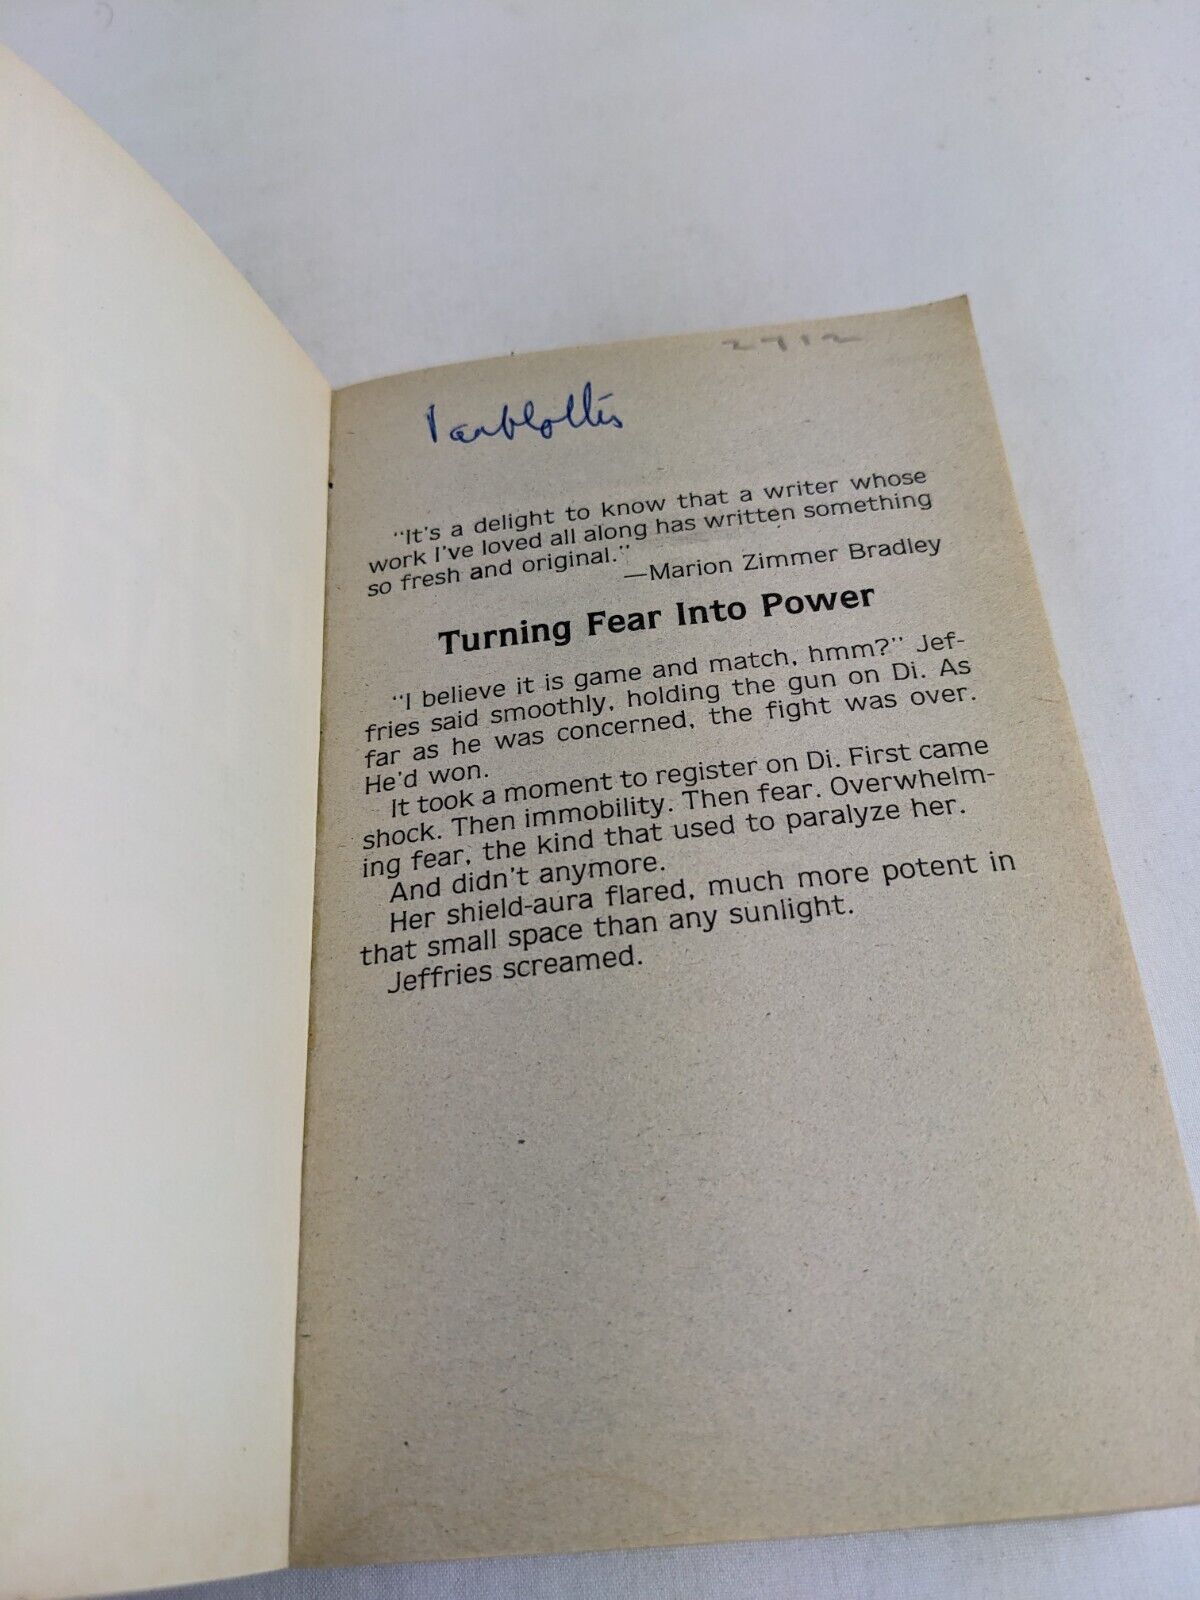 2712
"It's a delight to know that a writer whose
work I've loved all along has written something
so fresh and original."
—Marion Zimmer Bradley
Turning Fear Into Power
"I believe it is game and match, hmm?" Jef-
fries said smoothly, holding the gun on Di. As
far as he was concerned, the fight was over.
He'd won.
It took a moment to register on Di. First came
shock. Then immobility. Then fear. Overwhelm-
ing fear, the kind that used to paralyze her.
And didn't anymore.
Her shield-aura flared, much more potent in
that small space than any sunlight.
Jeffries screamed.